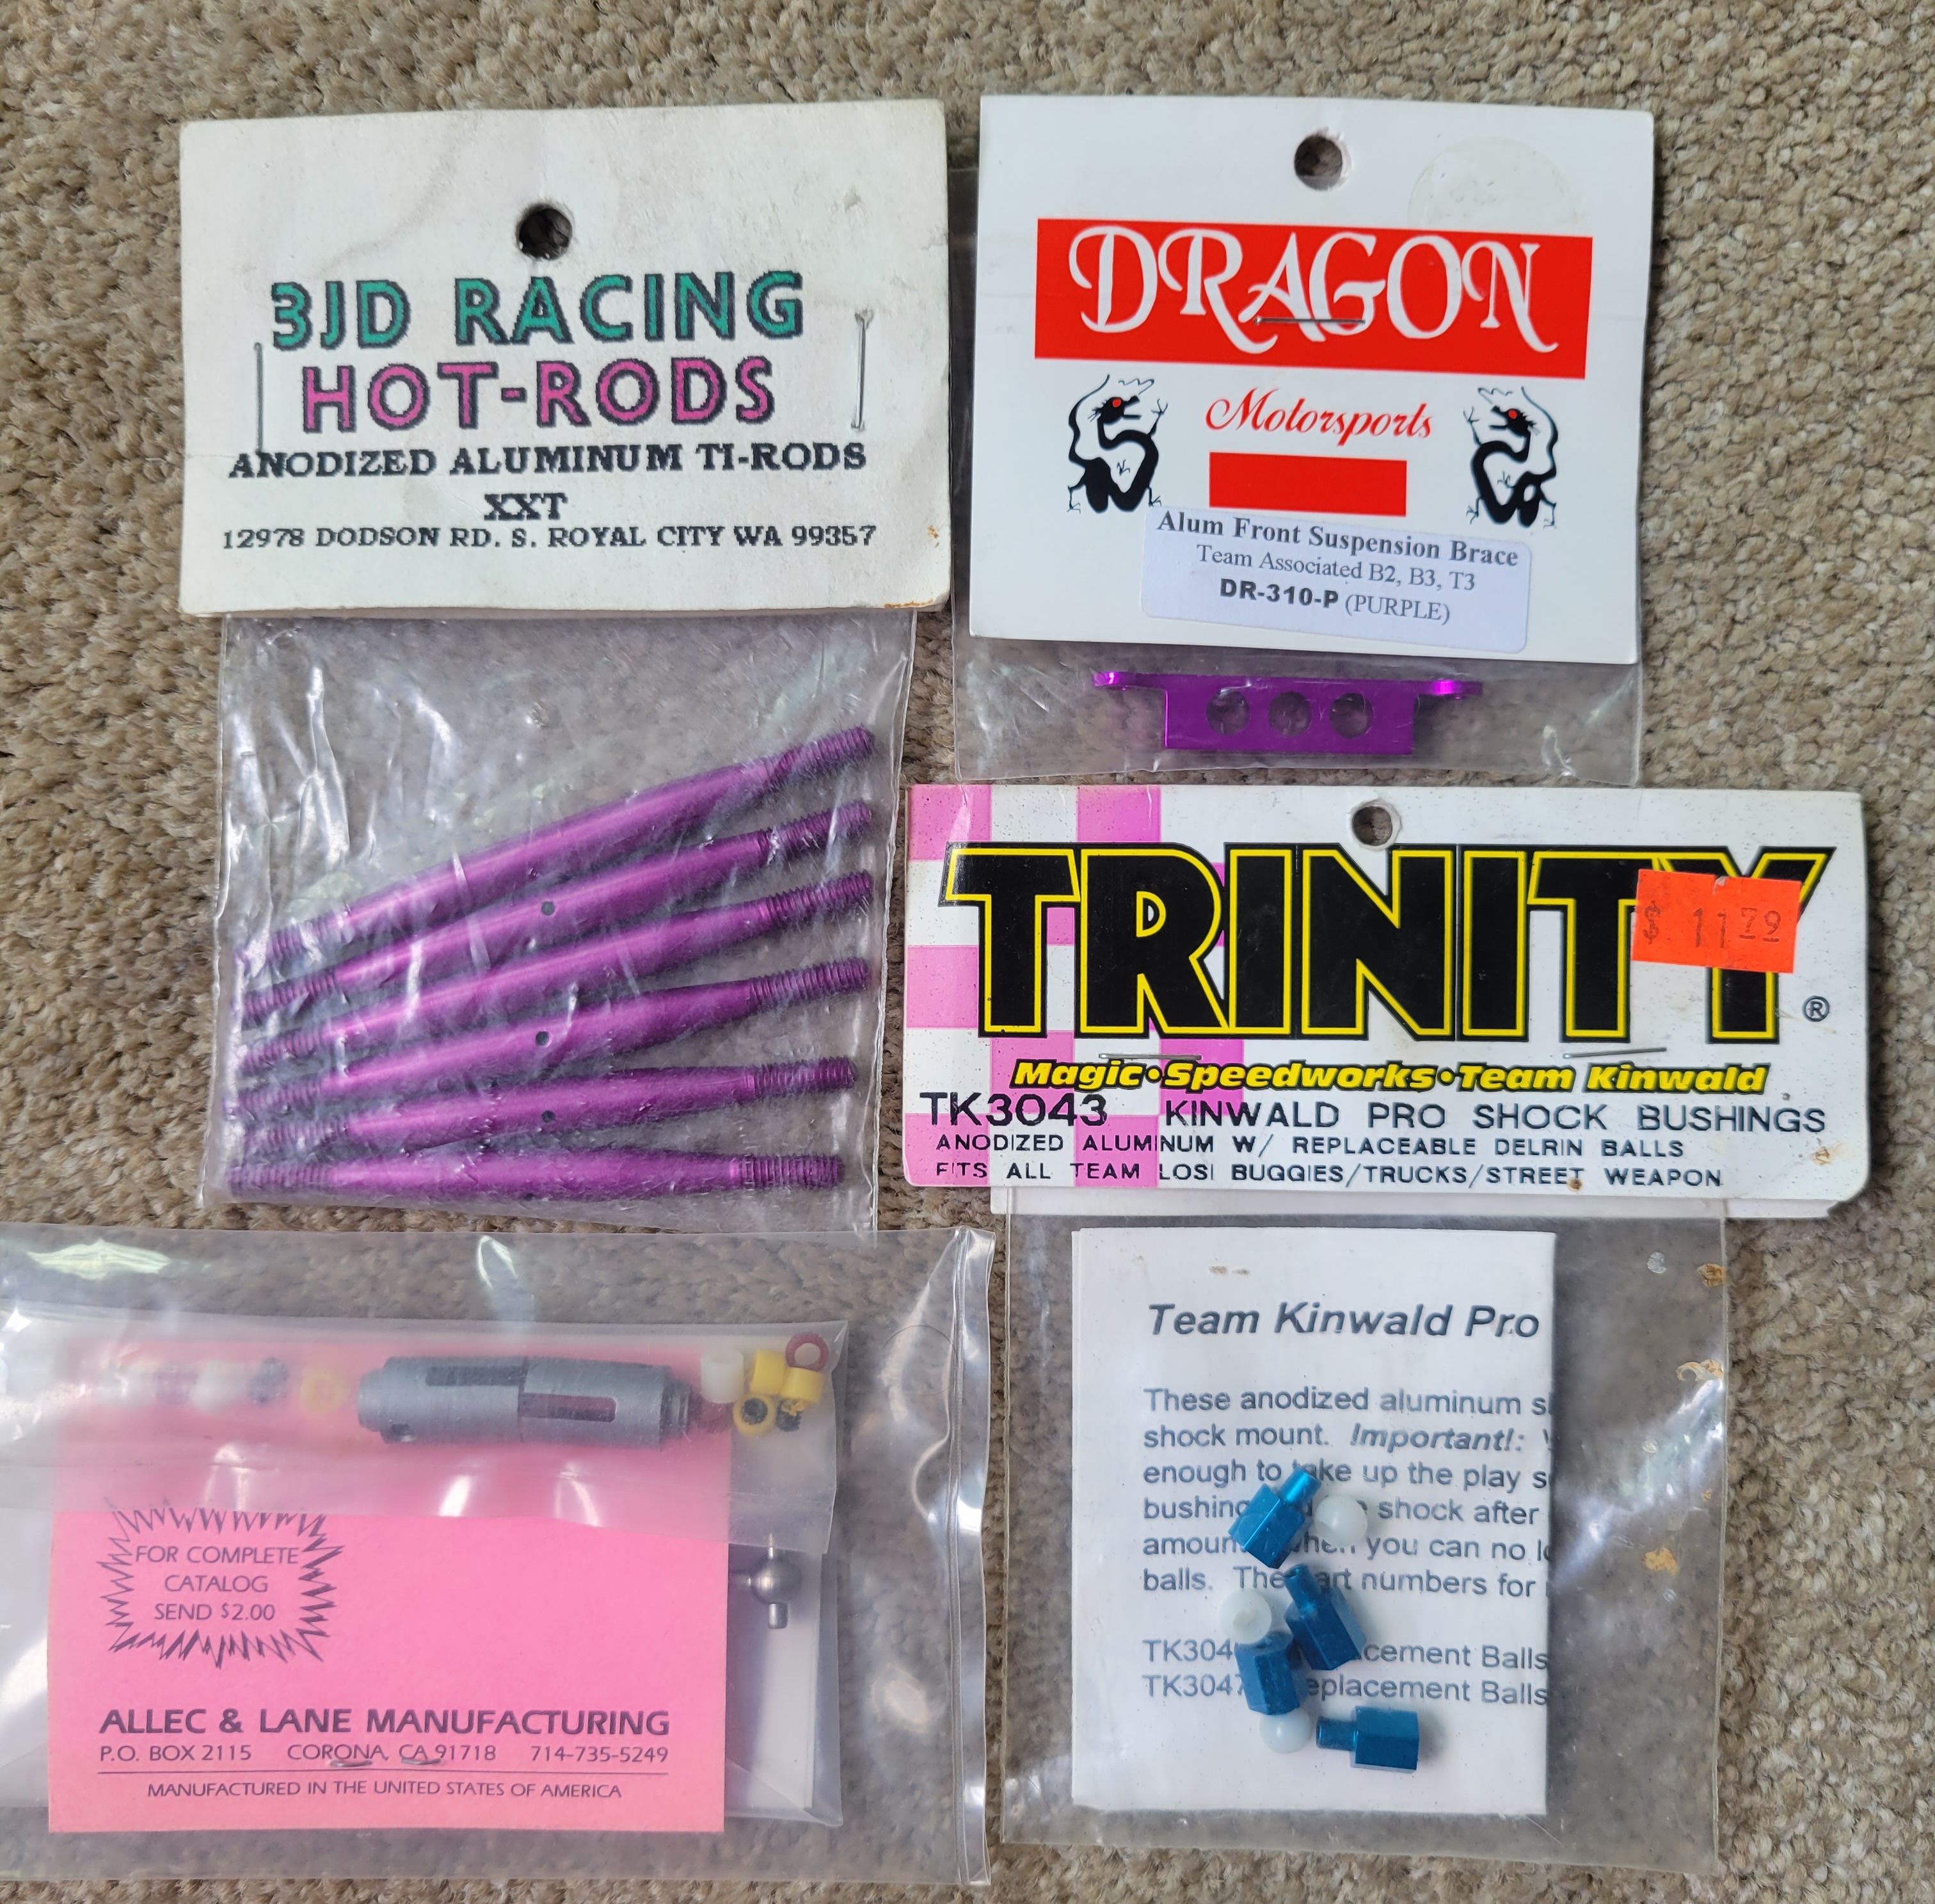 3JD RACING
HOT-RODS
ANODIZED ALUMINUM TI-RODS
XXT
12978 DODSON RD. S. ROYAL CITY WA 99357
DRAGON
Motorsports
Alum Front Suspension Brace
Team Associated B2, B3, T3
DR-310-P (PURPLE)
TRINITY®
$ 11 79
Magic•Speedworks•Team Kinwald
TK3043 KINWALD PRO SHOCK BUSHINGS
ANODIZED ALUMINUM W/ REPLACEABLE DELRIN BALLS
FITS ALL TEAM LOSI BUGGIES/TRUCKS/STREET WEAPON
Team Kinwald Pro
These anodized aluminum
shock mount. Important!:
enough to take up the play
shock after
you can no
balls. numbers for
Balls
Balls
FOR COMPLETE
CATALOG
SEND $2.00
ALLEC & LANE MANUFACTURING
P.O. BOX 2115 CORONA, CA 91718 714-735-5249
MANUFACTURED IN THE UNITED STATES OF AMERICA